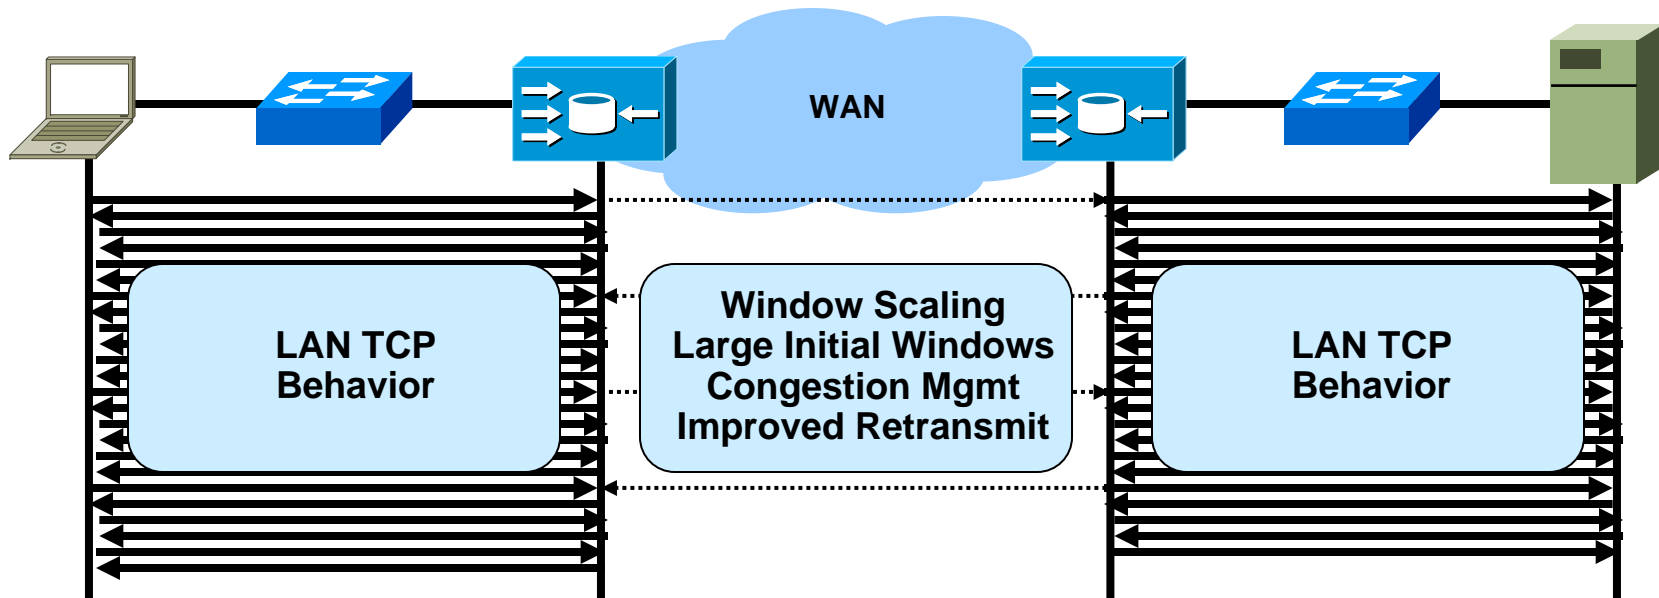 WAN
LAN TCP
Behavior
Window Scaling
Large Initial Windows
Congestion Mgmt
Improved Retransmit
LAN TCP
Behavior